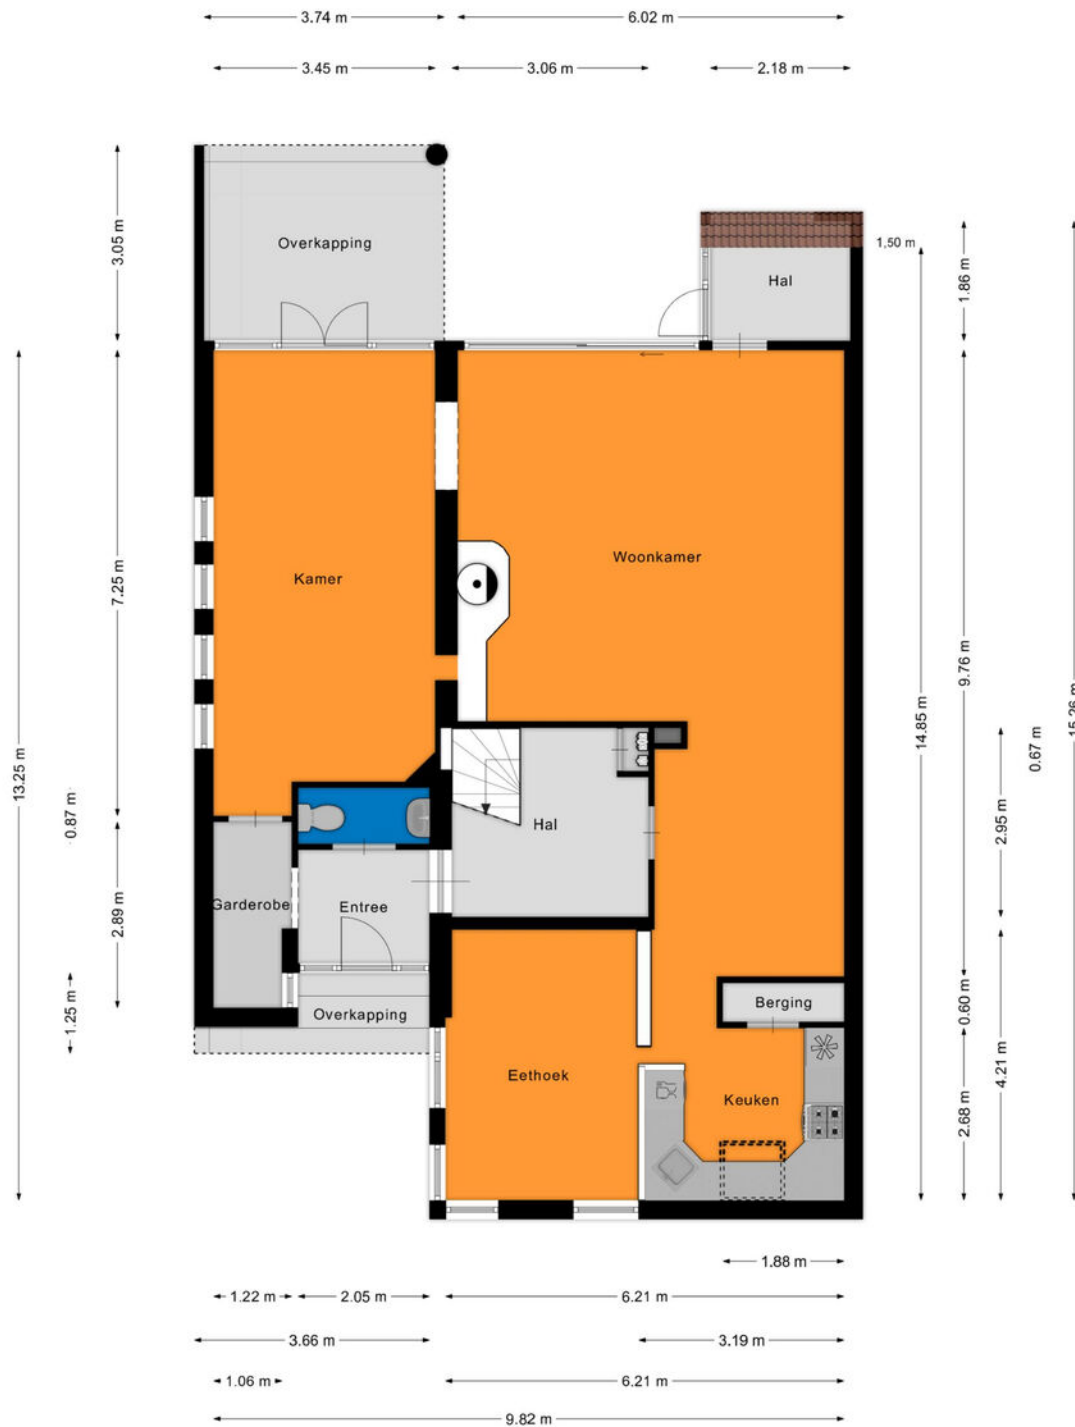 3.74 m
6.02 m
3.45 m
3.06 m
2.18 m
3.05 m
Overkapping
1,50 m
1.86 m
Hal
13.25 m
7.25 m
Kamer
Woonkamer
9.76 m
14.85 m
15.26 m
0.67 m
0.87 m
2.95 m
Hal
2.89 m
Garderobe
Entree
1.25 m
Overkapping
Berging
0.60 m
4.21 m
Eethoek
Keuken
2.68 m
1.88 m
1.22 m
2.05 m
6.21 m
3.66 m
3.19 m
1.06 m
6.21 m
9.82 m